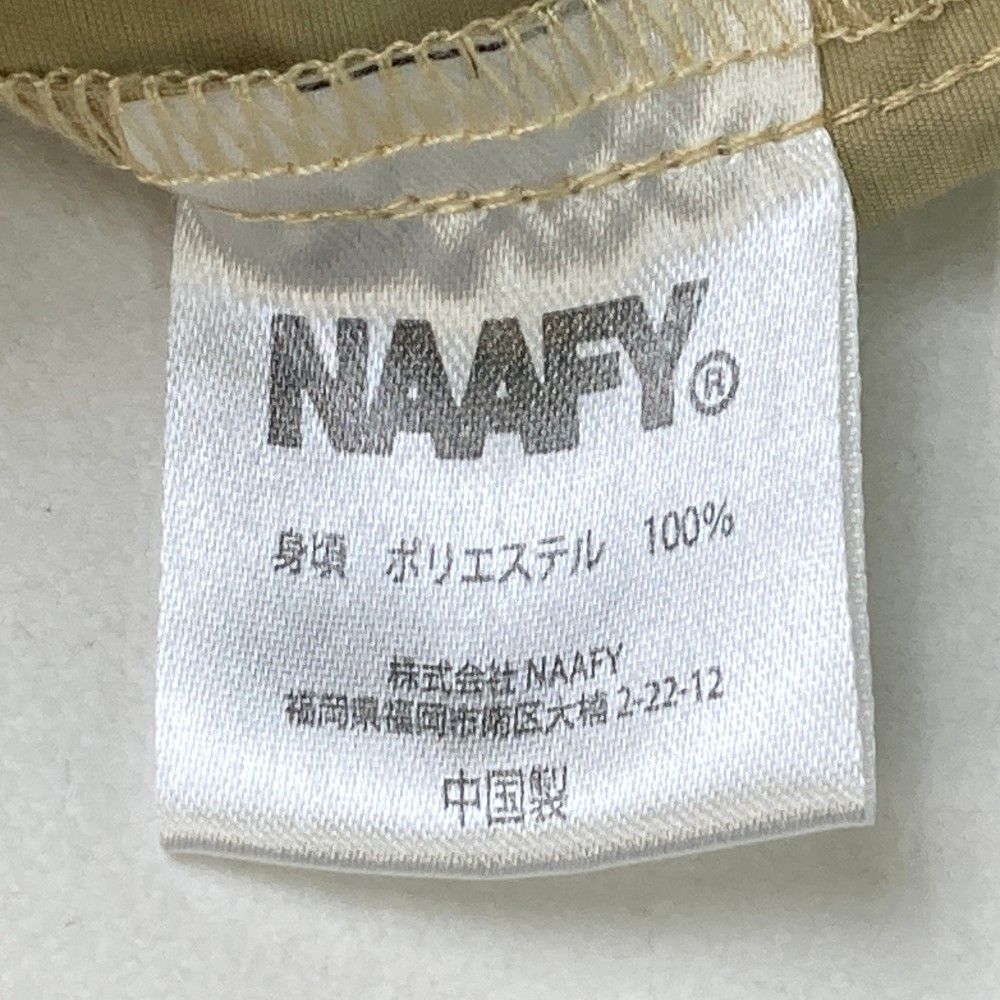 NAAFY®
身頃 ポリエステル 100%
株式会社 NAAFY
福岡県福岡市南区大橋 2-22-12
中国製